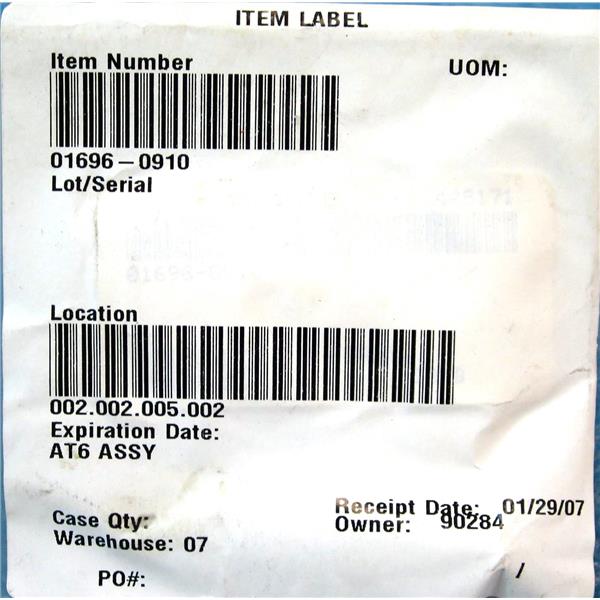 ITEM LABEL
Item Number
UOM:
01696-0910
Lot/Serial
Location
002.002.005.002
Expiration Date:
AT6 ASSY
Receipt Date: 01/29/07
Case Qty:
Owner: 90284
Warehouse: 07
PO#:
/